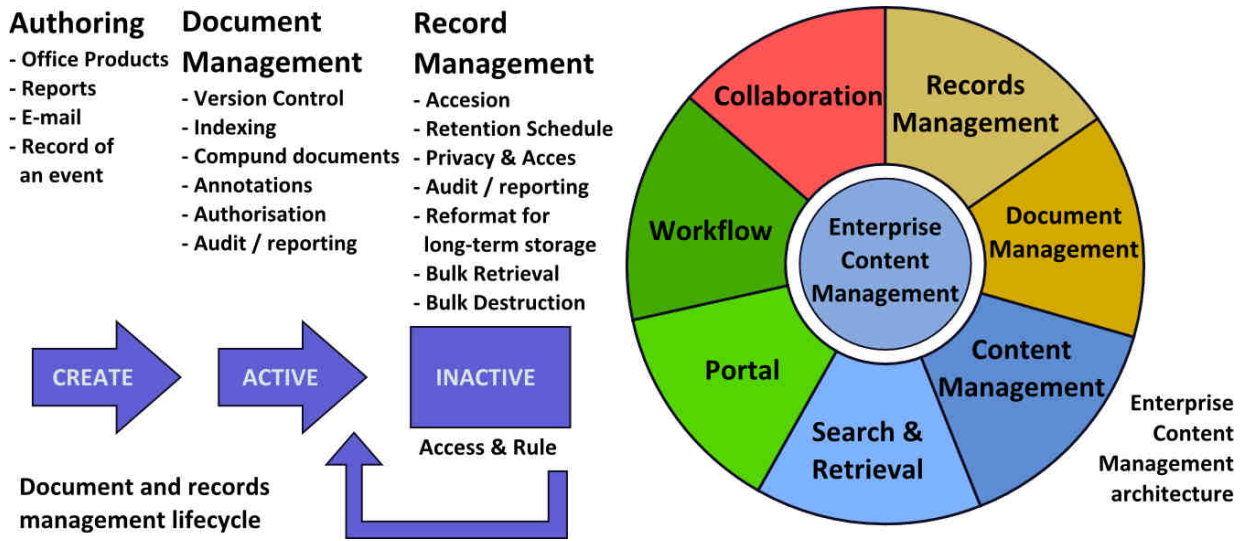 Authoring
- Office Products
- Reports
- E-mail
- Record of
an event
Document
Management
- Version Control
- Indexing
- Compund documents
- Annotations
- Authorisation
- Audit / reporting
Record
Management
- Accesion
- Retention Schedule
- Privacy & Acces
- Audit / reporting
- Reformat for
long-term storage
- Bulk Retrieval
- Bulk Destruction
CREATE
ACTIVE
INACTIVE
Access & Rule
Document and records
management lifecycle
Collaboration
Records
Management
Workflow
Enterprise
Content
Management
Document
Management
Portal
Content
Management
Search &
Retrieval
Enterprise
Content
Management
architecture